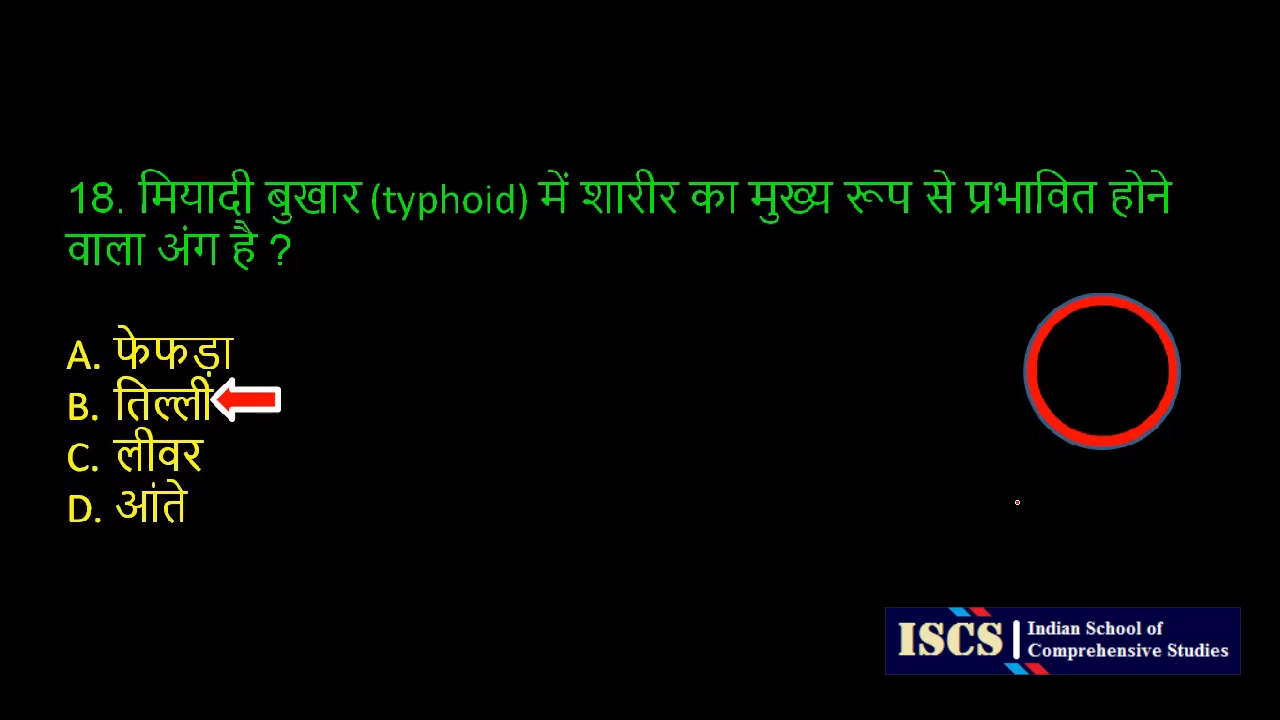 18. मियादी बुखार (typhoid) में शारीर का मुख्य रूप से प्रभावित होने
वाला अंग है ?
A. फेफड़ा
B. तिल्ली
C. लीवर
D. आंते
ISCS
Indian School of
Comprehensive Studies